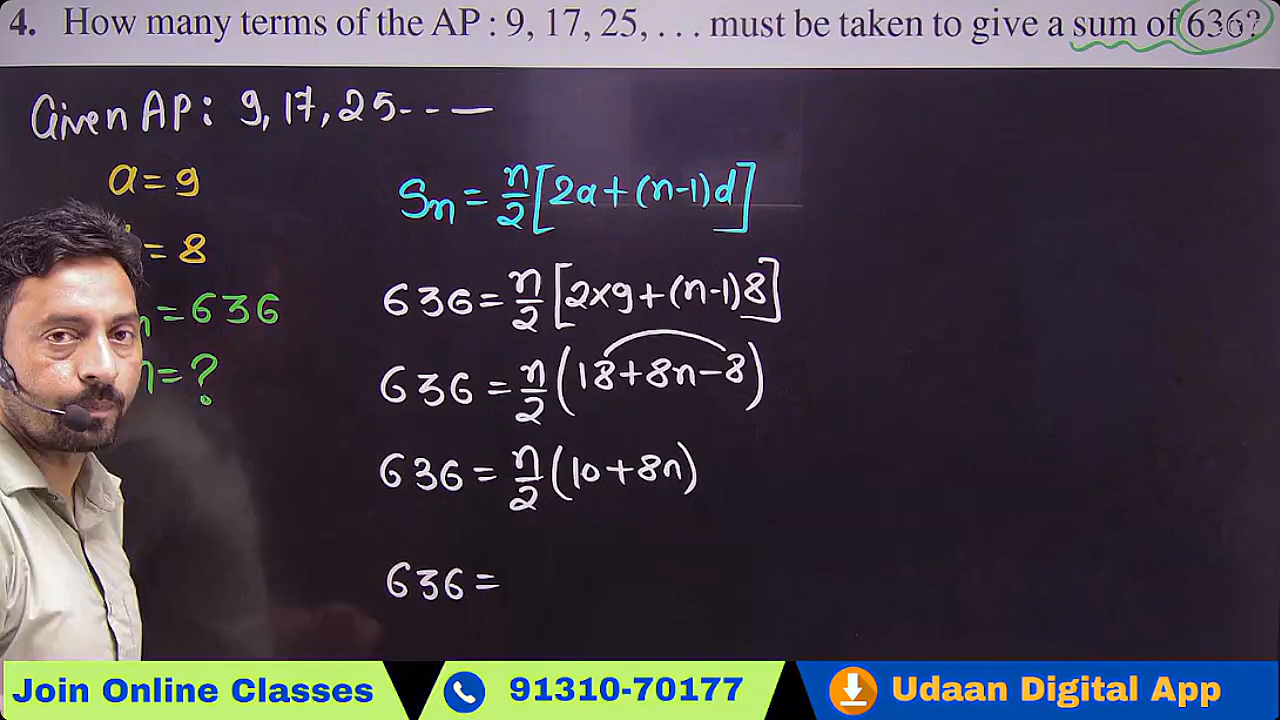 4. How many terms of the AP : 9, 17, 25, . . . must be taken to give a sum of 636?
Given AP: 9, 17, 25 - - —
a = 9
= 8
n = 636
n = ?
Sn = n/2 [2a + (n-1)d]
636 = n/2 [2×9 + (n-1)8]
636 = n/2 (18 + 8n - 8)
636 = n/2 (10 + 8n)
636 =
Join Online Classes
91310-70177
Udaan Digital App